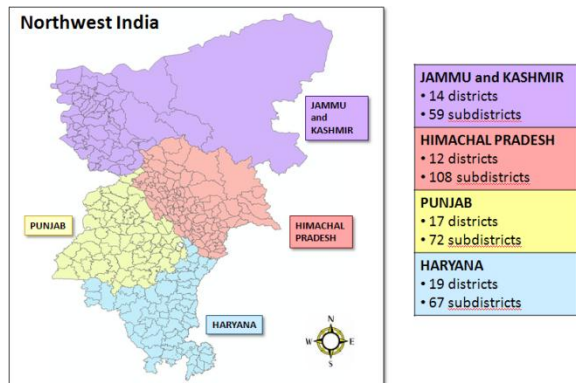 Northwest India
JAMMU
and
KASHMIR
PUNJAB
HIMACHAL
PRADESH
HARYANA
N
W E
S
JAMMU and KASHMIR
• 14 districts
• 59 subdistricts
HIMACHAL PRADESH
• 12 districts
• 108 subdistricts
PUNJAB
• 17 districts
• 72 subdistricts
HARYANA
• 19 districts
• 67 subdistricts